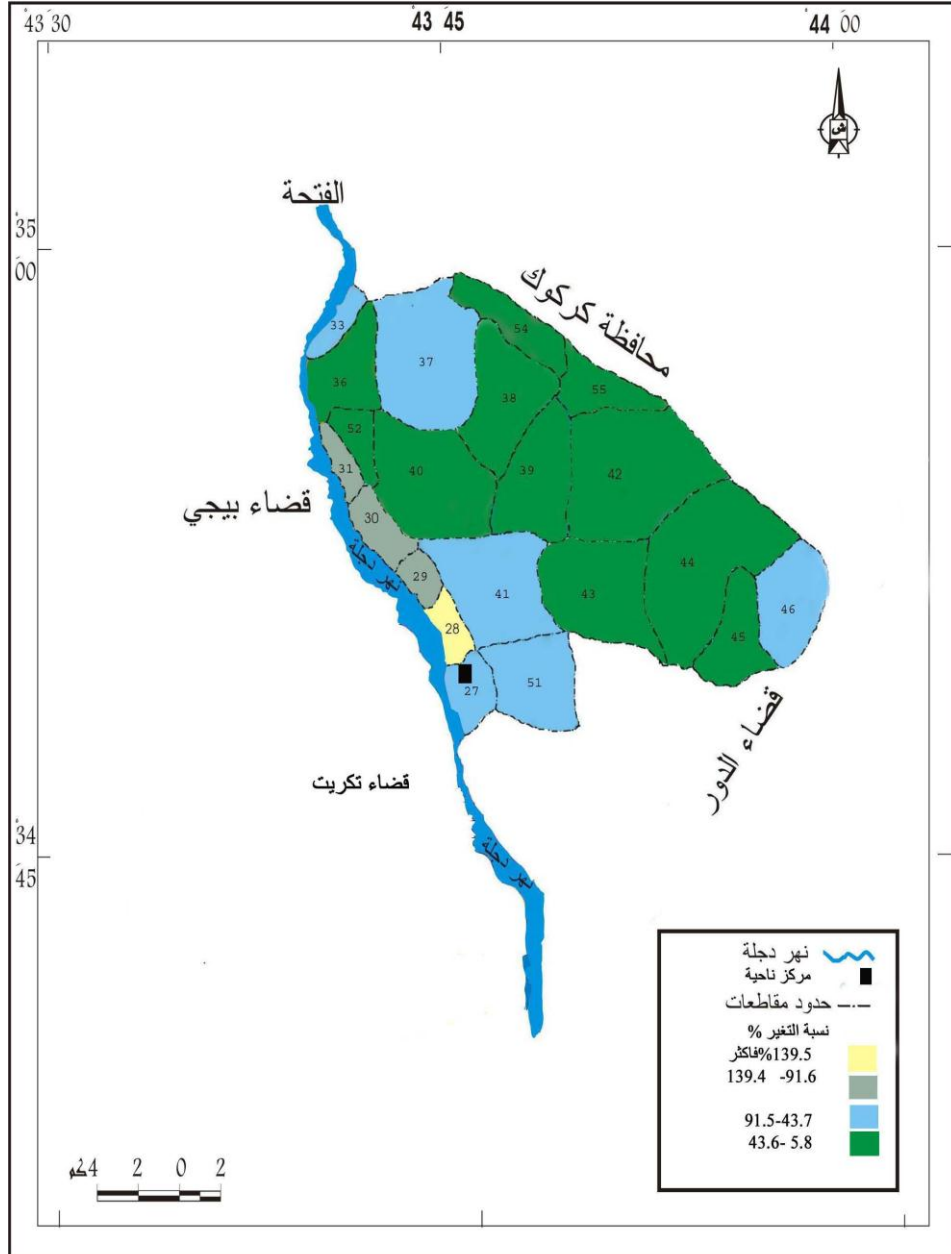 43 30
43 45
44 00
ش
الفتحة
35
00
محافظة كركوك
33
54
37
36
55
38
52
31
40
39
42
قضاء بيجي
30
نهر دجلة
29
41
43
44
46
28
45
27
51
قضاء الدور
قضاء تكريت
34
45
نهر دجلة
نهر دجلة
مركز ناحية
حدود مقاطعات
نسبة التغير %
139.5%فاكثر
139.4 -91.6
91.5-43.7
43.6- 5.8
4كم 2 0 2